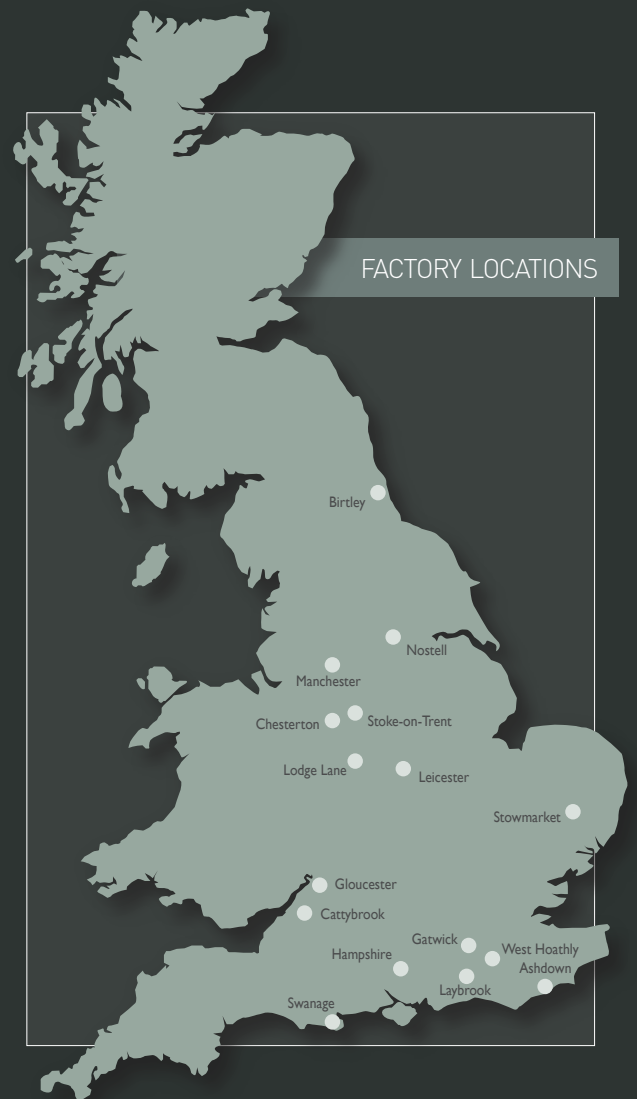 FACTORY LOCATIONS
Birtley
Nostell
Manchester
Chesterton
Stoke-on-Trent
Lodge Lane
Leicester
Stowmarket
Gloucester
Cattybrook
Gatwick
West Hoathly
Hampshire
Ashdown
Laybrook
Swanage